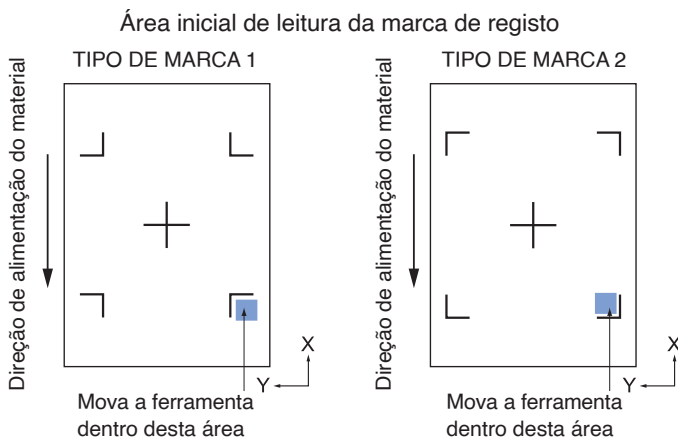 Área inicial de leitura da marca de registo
TIPO DE MARCA 1
Direção de alimentação do material
X
Y
Mova a ferramenta
dentro desta área
TIPO DE MARCA 2
Direção de alimentação do material
X
Y
Mova a ferramenta
dentro desta área